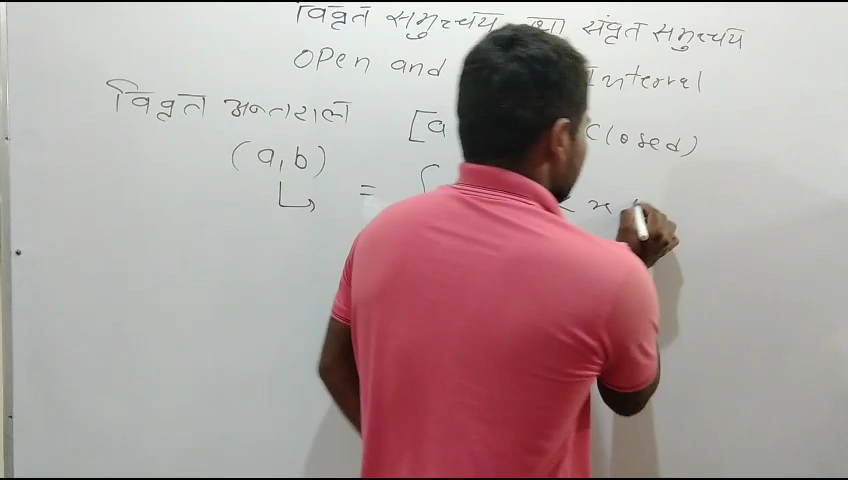 विवृत समुच्चय तथा संवृत समुच्चय
OPen and Interval
विवृत अन्तराल [a Closed)
(a, b) = { < x